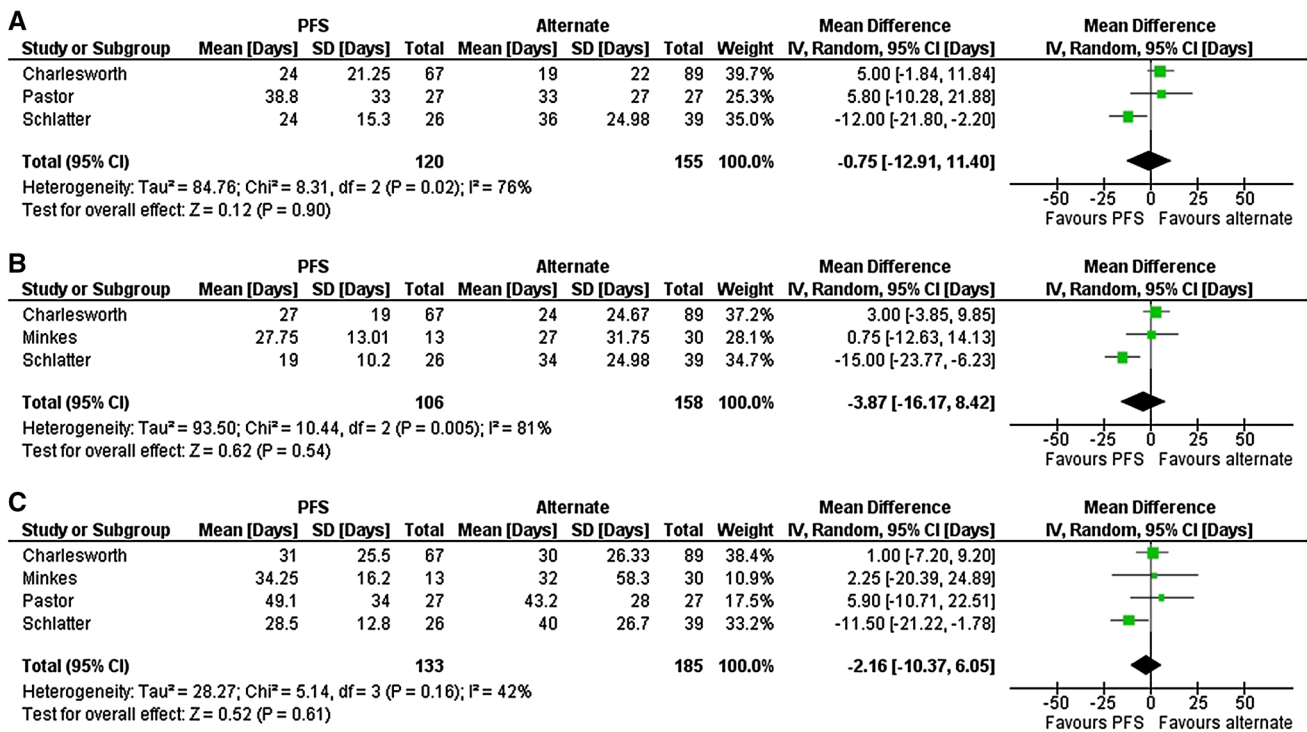 A
PFS Alternate Mean Difference Mean Difference
Study or Subgroup Mean [Days] SD [Days] Total Mean [Days] SD [Days] Total Weight IV, Random, 95% CI [Days] IV, Random, 95% CI [Days]
Charlesworth 24 21.25 67 19 22 89 39.7% 5.00 [-1.84, 11.84]
Pastor 38.8 33 27 33 27 27 25.3% 5.80 [-10.28, 21.88]
Schlatter 24 15.3 26 36 24.98 39 35.0% -12.00 [-21.80, -2.20]
Total (95% CI) 120 155 100.0% -0.75 [-12.91, 11.40]
Heterogeneity: Tau² = 84.76; Chi² = 8.31, df = 2 (P = 0.02); I² = 76%
Test for overall effect: Z = 0.12 (P = 0.90)
-50 -25 0 25 50
Favours PFS Favours alternate
B
PFS Alternate Mean Difference Mean Difference
Study or Subgroup Mean [Days] SD [Days] Total Mean [Days] SD [Days] Total Weight IV, Random, 95% CI [Days] IV, Random, 95% CI [Days]
Charlesworth 27 19 67 24 24.67 89 37.2% 3.00 [-3.85, 9.85]
Minkes 27.75 13.01 13 27 31.75 30 28.1% 0.75 [-12.63, 14.13]
Schlatter 19 10.2 26 34 24.98 39 34.7% -15.00 [-23.77, -6.23]
Total (95% CI) 106 158 100.0% -3.87 [-16.17, 8.42]
Heterogeneity: Tau² = 93.50; Chi² = 10.44, df = 2 (P = 0.005); I² = 81%
Test for overall effect: Z = 0.62 (P = 0.54)
-50 -25 0 25 50
Favours PFS Favours alternate
C
PFS Alternate Mean Difference Mean Difference
Study or Subgroup Mean [Days] SD [Days] Total Mean [Days] SD [Days] Total Weight IV, Random, 95% CI [Days] IV, Random, 95% CI [Days]
Charlesworth 31 25.5 67 30 26.33 89 38.4% 1.00 [-7.20, 9.20]
Minkes 34.25 16.2 13 32 58.3 30 10.9% 2.25 [-20.39, 24.89]
Pastor 49.1 34 27 43.2 28 27 17.5% 5.90 [-10.71, 22.51]
Schlatter 28.5 12.8 26 40 26.7 39 33.2% -11.50 [-21.22, -1.78]
Total (95% CI) 133 185 100.0% -2.16 [-10.37, 6.05]
Heterogeneity: Tau² = 28.27; Chi² = 5.14, df = 3 (P = 0.16); I² = 42%
Test for overall effect: Z = 0.52 (P = 0.61)
-50 -25 0 25 50
Favours PFS Favours alternate